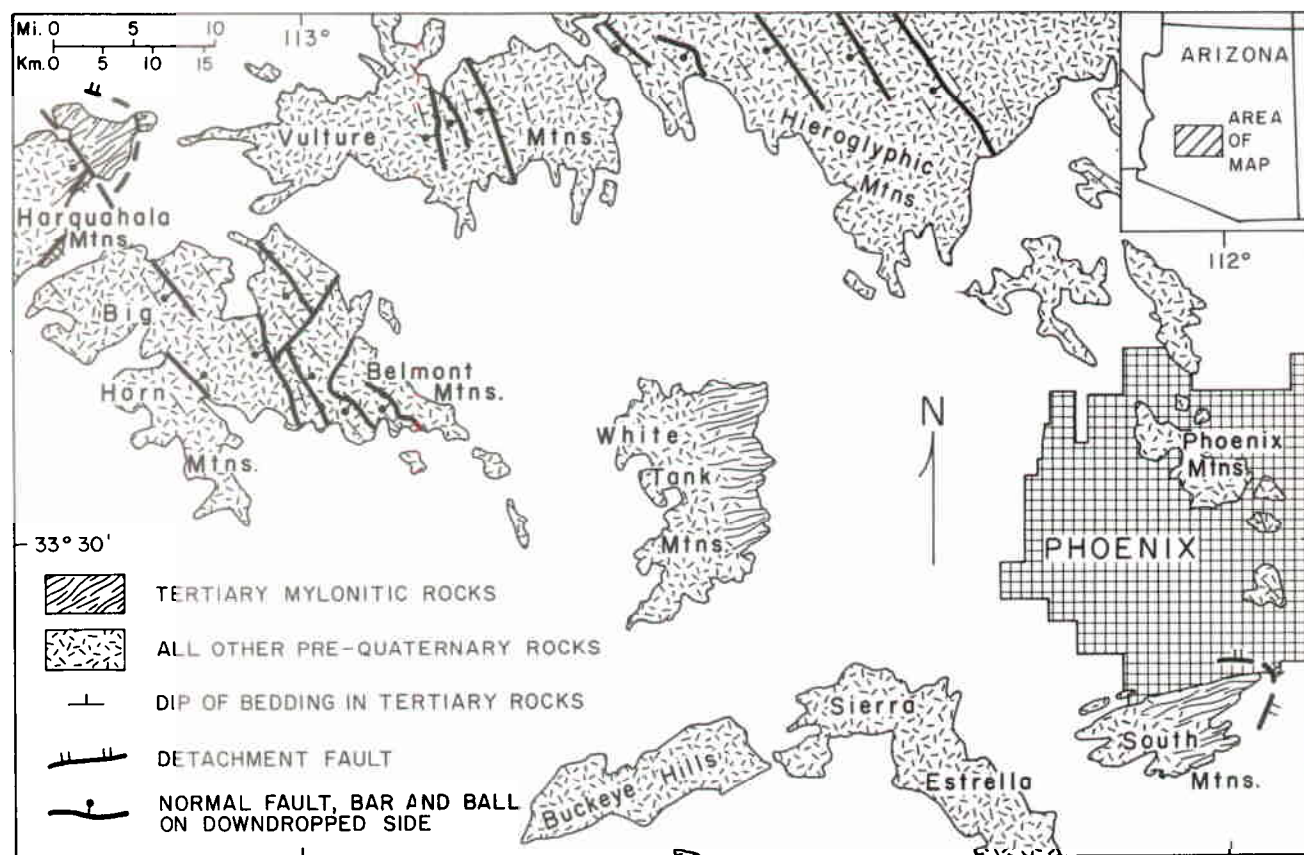 Mi. 0 5 10
Km. 0 5 10 15
113°
ARIZONA
AREA
OF
MAP
112°
Vulture Mtns.
Hieroglyphic
Mtns
Harquahala
Mtns.
Big
Horn
Mtns.
Belmont
Mtns.
White
Tank
Mtns.
N
Phoenix
Mtns.
PHOENIX
33° 30'
TERTIARY MYLONITIC ROCKS
ALL OTHER PRE-QUATERNARY ROCKS
DIP OF BEDDING IN TERTIARY ROCKS
DETACHMENT FAULT
NORMAL FAULT, BAR AND BALL
ON DOWNDROPPED SIDE
Buckeye Hills
Sierra
Estrella
South
Mtns.